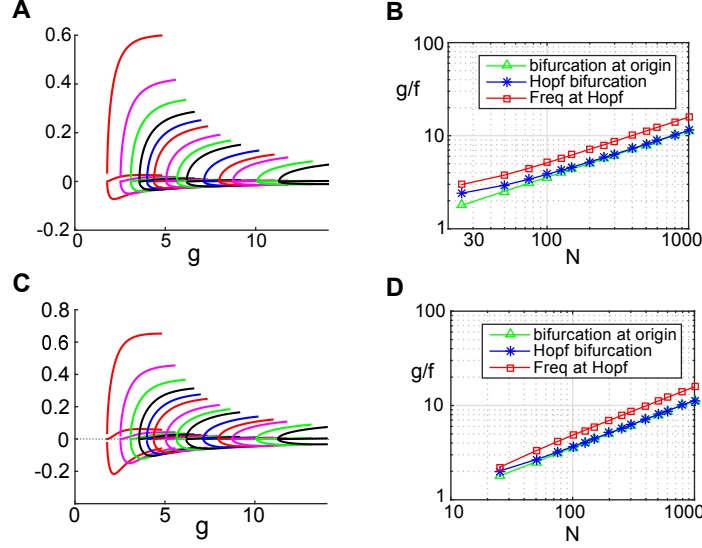 A
0.6
0.4
0.2
0
-0.2
0
5
10
g
B
100
g/f
10
1
30
100
1000
N
bifurcation at origin
Hopf bifurcation
Freq at Hopf
C
0.8
0.6
0.4
0.2
0
-0.2
0
5
10
g
D
100
g/f
10
1
10
100
1000
N
bifurcation at origin
Hopf bifurcation
Freq at Hopf